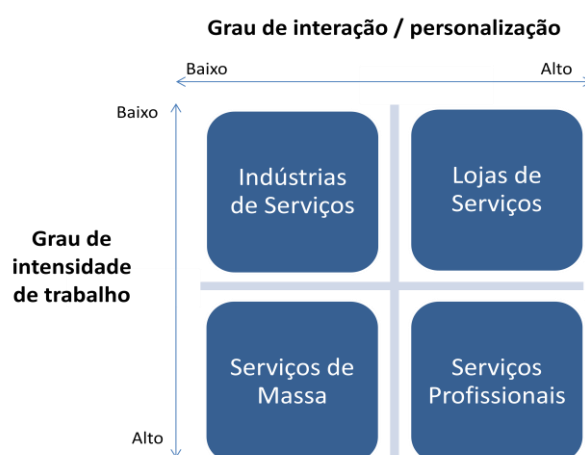 Grau de interação / personalização
Baixo
Alto
Baixo
Indústrias
de Serviços
Lojas de
Serviços
Grau de
intensidade
de trabalho
Serviços de
Massa
Serviços
Profissionais
Alto